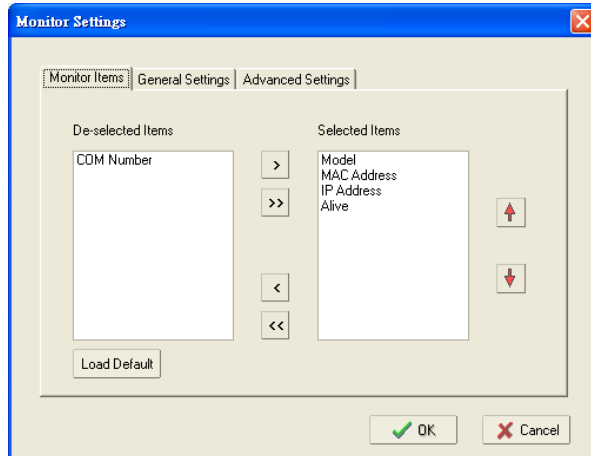 Monitor Settings
Monitor Items General Settings Advanced Settings
De-selected Items
COM Number
>
>>
<
<<
Selected Items
Model
MAC Address
IP Address
Alive
Load Default
OK Cancel